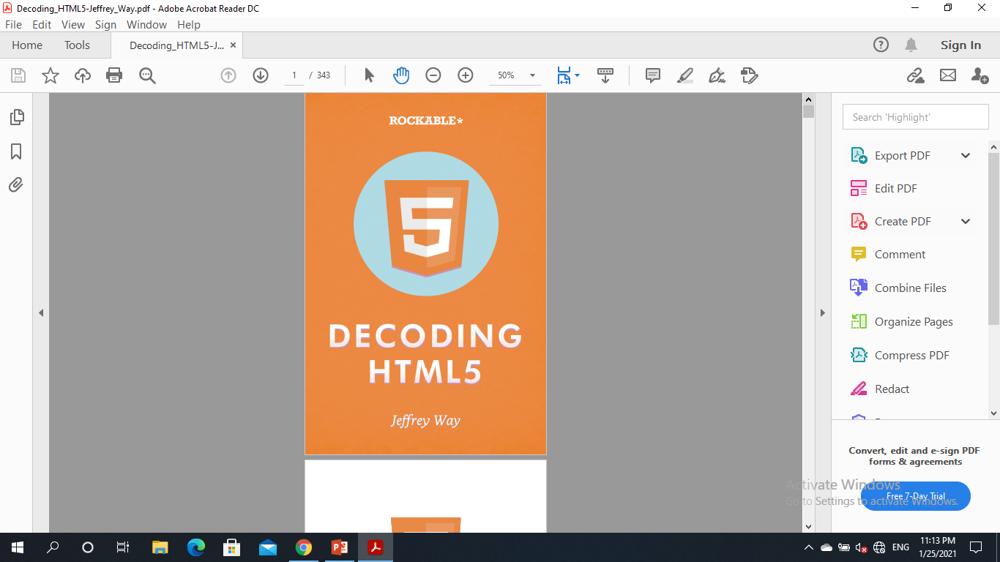 Decoding_HTML5-Jeffrey_Way.pdf - Adobe Acrobat Reader DC
File Edit View Sign Window Help
Home Tools Decoding_HTML5-J... × Sign In
1 / 343 50%
Search 'Highlight'
ROCKABLE*
5
DECODING
HTML5
Jeffrey Way
Export PDF
Edit PDF
Create PDF
Comment
Combine Files
Organize Pages
Compress PDF
Redact
Convert, edit and e-sign PDF
forms & agreements
Activate Windows
Free 7-Day Trial
Go to Settings to activate Windows.
ENG
11:13 PM
1/25/2021